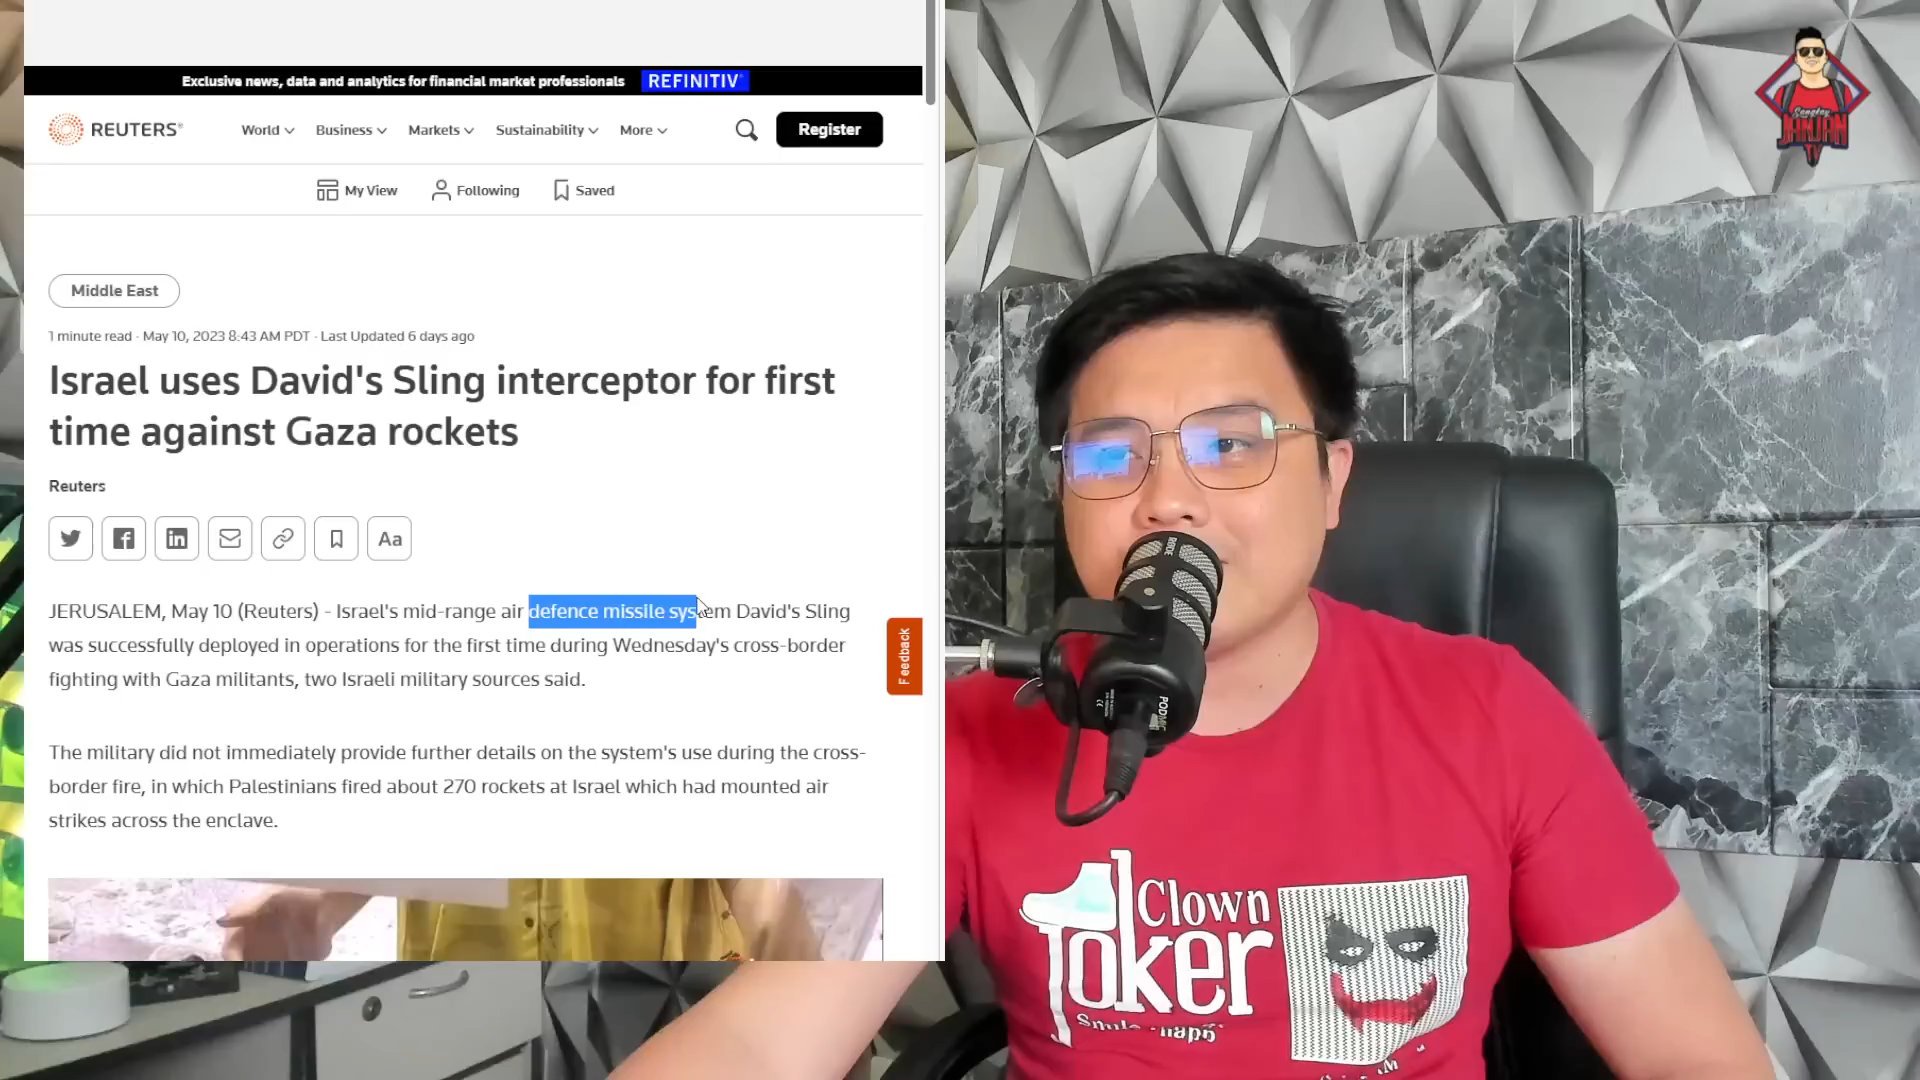 Exclusive news, data and analytics for financial market professionals REFINITIV
REUTERS World Business Markets Sustainability More Register
My View Following Saved
Middle East
1 minute read · May 10, 2023 8:43 AM PDT · Last Updated 6 days ago
Israel uses David's Sling interceptor for first
time against Gaza rockets
Reuters
Aa
JERUSALEM, May 10 (Reuters) - Israel's mid-range air defence missile system David's Sling
was successfully deployed in operations for the first time during Wednesday's cross-border
fighting with Gaza militants, two Israeli military sources said.
The military did not immediately provide further details on the system's use during the cross-
border fire, in which Palestinians fired about 270 rockets at Israel which had mounted air
strikes across the enclave.
Feedback
Sangkay
JANJAN
TV
RODE
PODMIC
Clown
Joker